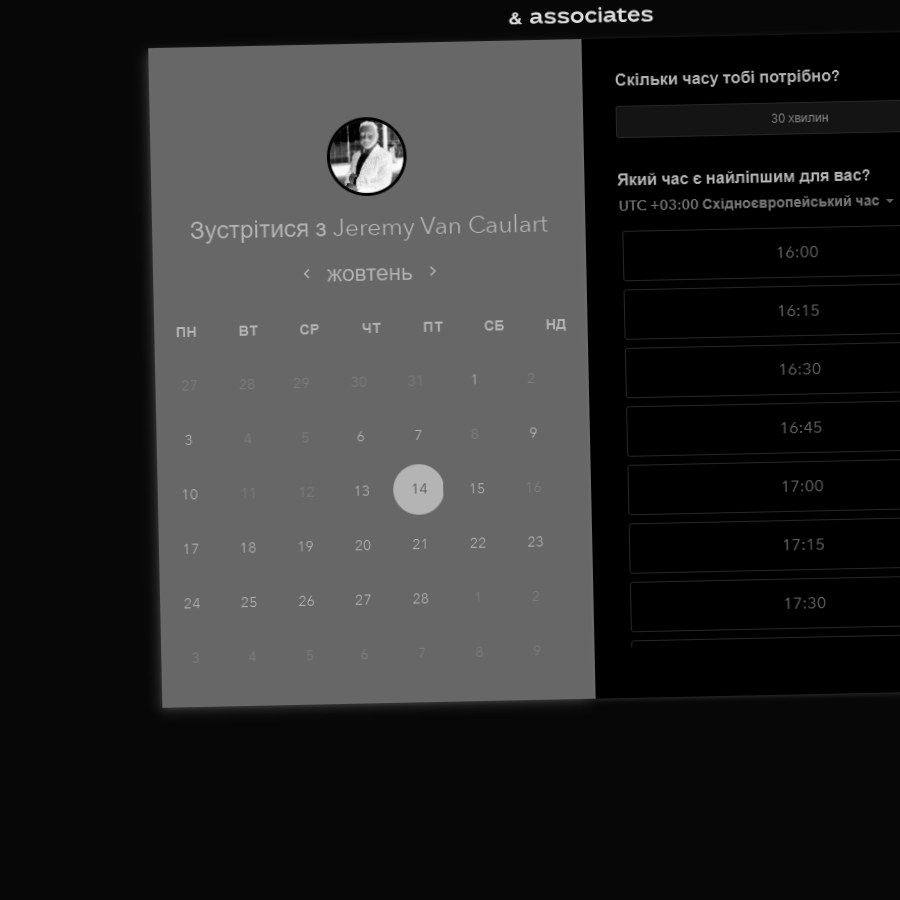 & associates
Зустрітися з Jeremy Van Caulart
жовтень
ПН ВТ СР ЧТ ПТ СБ НД
27 28 29 30 31 1 2
3 4 5 6 7 8 9
10 11 12 13 14 15 16
17 18 19 20 21 22 23
24 25 26 27 28 1 2
3 4 5 6 7 8 9
Скільки часу тобі потрібно?
30 хвилин
Який час є найліпшим для вас?
UTC +03:00 Східноєвропейський час
16:00
16:15
16:30
16:45
17:00
17:15
17:30